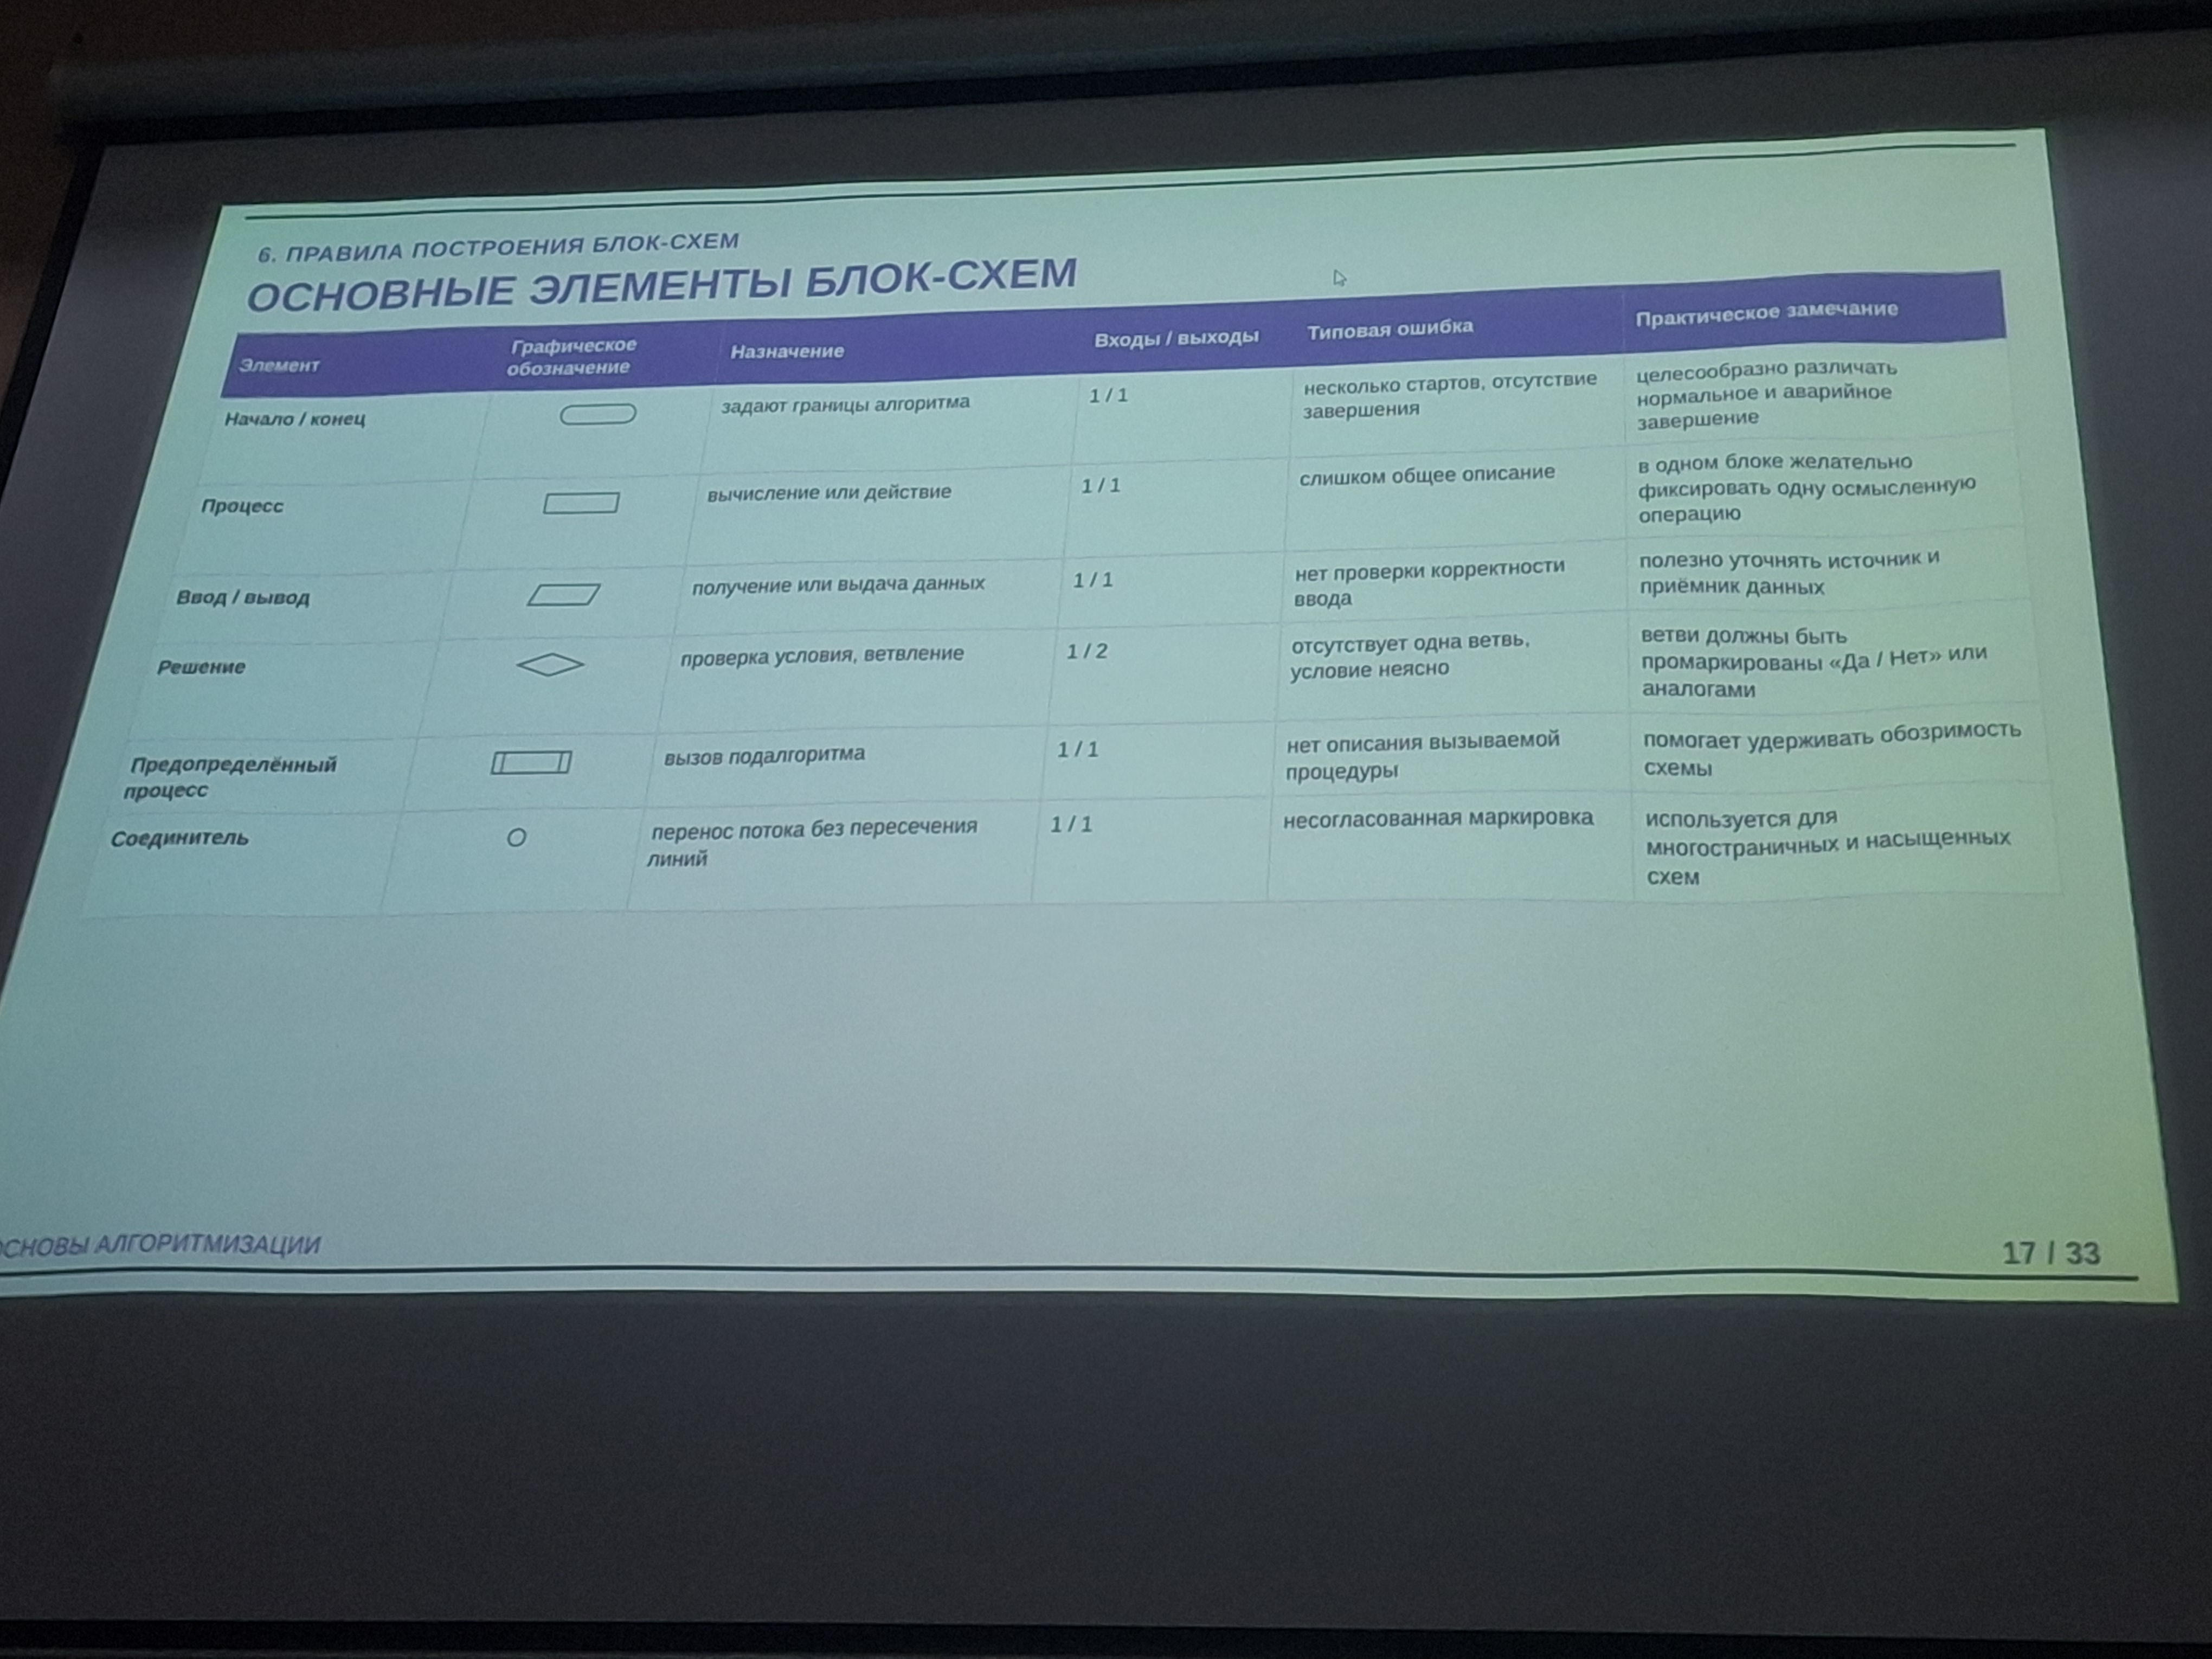 6. ПРАВИЛА ПОСТРОЕНИЯ БЛОК-СХЕМ
ОСНОВНЫЕ ЭЛЕМЕНТЫ БЛОК-СХЕМ
Элемент
Графическое
обозначение
Назначение
Входы / выходы
Типовая ошибка
Практическое замечание
Начало / конец
задают границы алгоритма
1 / 1
несколько стартов, отсутствие
завершения
целесообразно различать
нормальное и аварийное
завершение
Процесс
вычисление или действие
1 / 1
слишком общее описание
в одном блоке желательно
фиксировать одну осмысленную
операцию
Ввод / вывод
получение или выдача данных
1 / 1
нет проверки корректности
ввода
полезно уточнять источник и
приёмник данных
Решение
проверка условия, ветвление
1 / 2
отсутствует одна ветвь,
условие неясно
ветви должны быть
промаркированы «Да / Нет» или
аналогами
Предопределённый
процесс
вызов подалгоритма
1 / 1
нет описания вызываемой
процедуры
помогает удерживать обозримость
схемы
Соединитель
перенос потока без пересечения
линий
1 / 1
несогласованная маркировка
используется для
многостраничных и насыщенных
схем
ОСНОВЫ АЛГОРИТМИЗАЦИИ
17 / 33